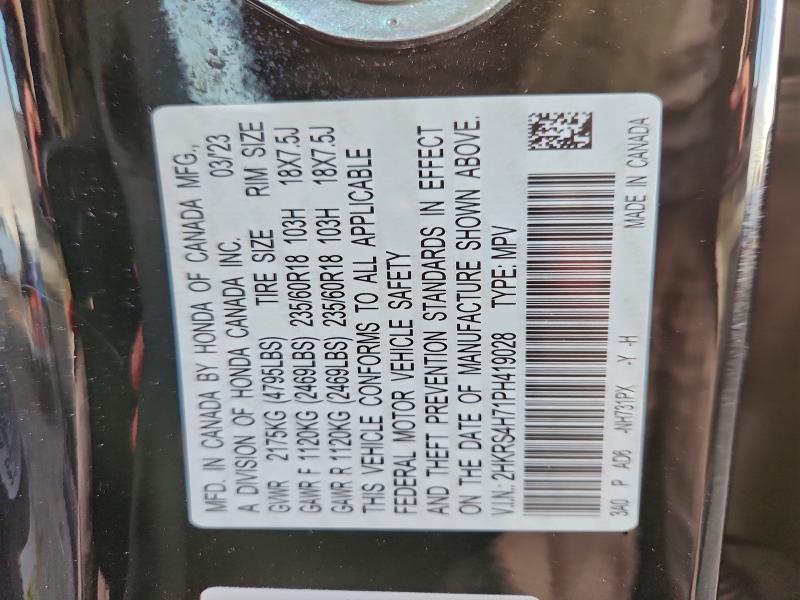 MFD. IN CANADA BY HONDA OF CANADA MFG.,
A DIVISION OF HONDA CANADA INC. 03/23
GWR 2175KG (4795LBS) TIRE SIZE RIM SIZE
GAWR F 1120KG (2469LBS) 235/60R18 103H 18X7.5J
GAWR R 1120KG (2469LBS) 235/60R18 103H 18X7.5J
THIS VEHICLE CONFORMS TO ALL APPLICABLE
FEDERAL MOTOR VEHICLE SAFETY
AND THEFT PREVENTION STANDARDS IN EFFECT
ON THE DATE OF MANUFACTURE SHOWN ABOVE.
V.I.N.: 2HKRS4H71PH419028 TYPE: MPV
3A0 P AD6 -NH731PX -Y -H MADE IN CANADA